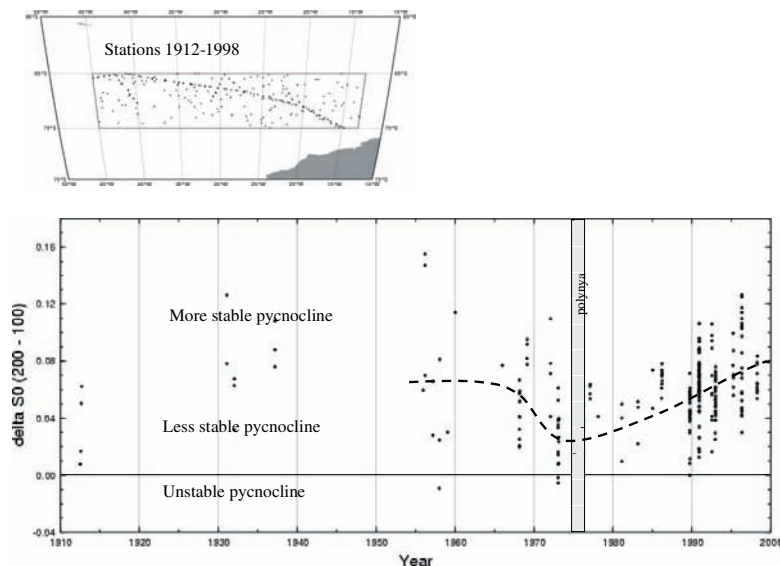 Stations 1912-1998
0.16
0.12
More stable pycnocline
0.08
delta S0 (200 - 100)
0.04
Less stable pycnocline
polynya
0.00
Unstable pycnocline
-0.04
1910 1920 1930 1940 1950 1960 1970 1980 1990 2000
Year